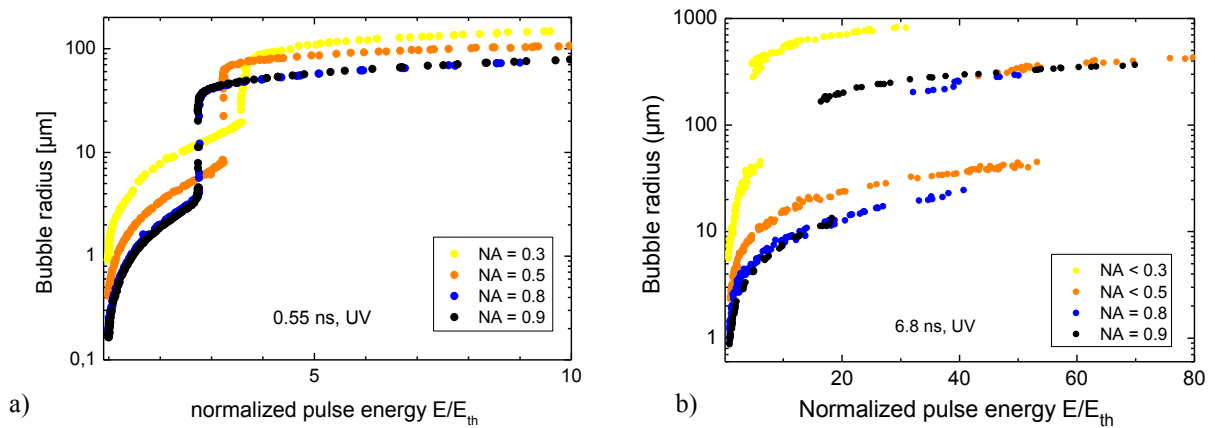 Bubble radius [µm]
100
10
1
0,1
5
10
NA = 0.3
NA = 0.5
NA = 0.8
NA = 0.9
0.55 ns, UV
normalized pulse energy E/E_th
a)
Bubble radius (µm)
1000
100
10
1
20
40
60
80
NA < 0.3
NA < 0.5
NA = 0.8
NA = 0.9
6.8 ns, UV
Normalized pulse energy E/E_th
b)